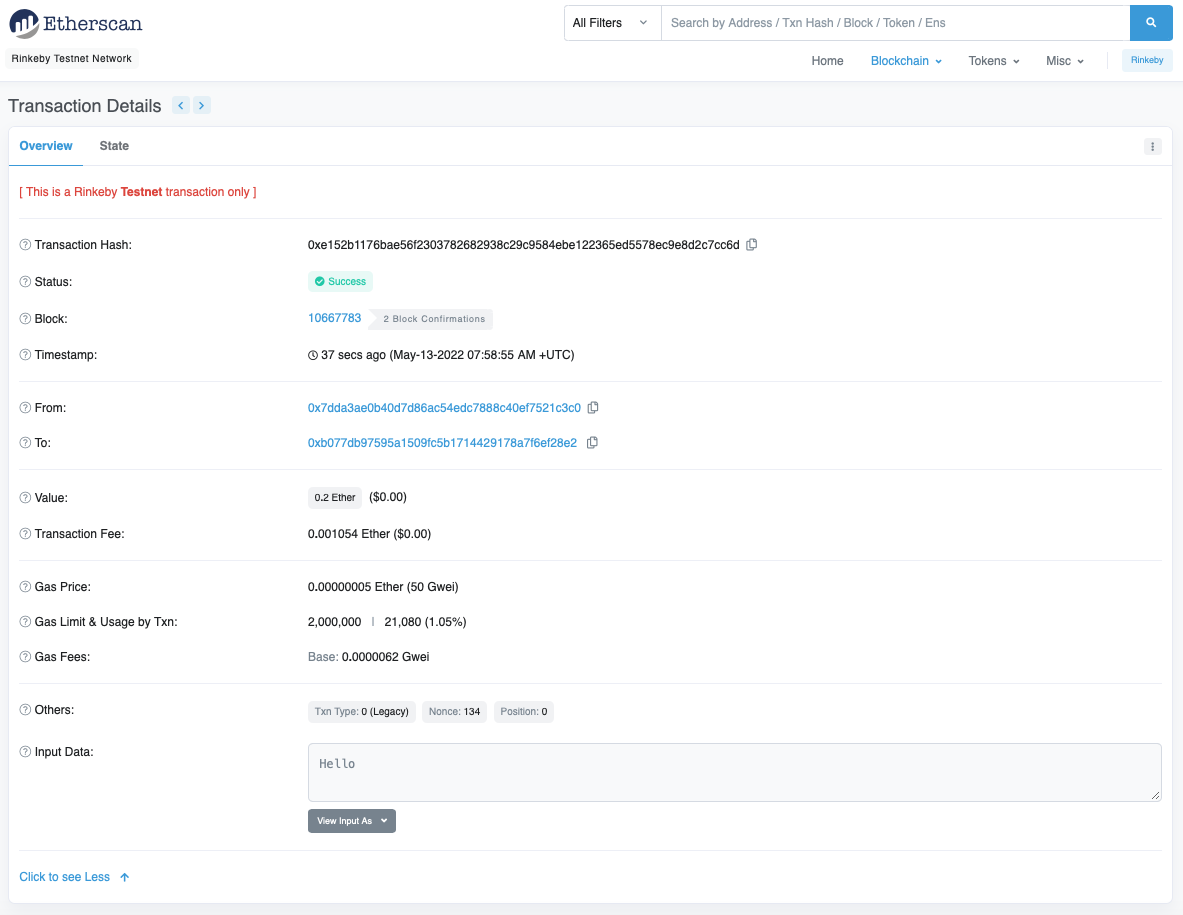 Etherscan
All Filters Search by Address / Txn Hash / Block / Token / Ens
Rinkeby Testnet Network
Home Blockchain Tokens Misc Rinkeby
Transaction Details
Overview State
[ This is a Rinkeby Testnet transaction only ]
Transaction Hash: 0xe152b1176bae56f2303782682938c29c9584ebe122365ed5578ec9e8d2c7cc6d
Status: Success
Block: 10667783 2 Block Confirmations
Timestamp: 37 secs ago (May-13-2022 07:58:55 AM +UTC)
From: 0x7dda3ae0b40d7d86ac54edc7888c40ef7521c3c0
To: 0xb077db97595a1509fc5b1714429178a7f6ef28e2
Value: 0.2 Ether ($0.00)
Transaction Fee: 0.001054 Ether ($0.00)
Gas Price: 0.00000005 Ether (50 Gwei)
Gas Limit & Usage by Txn: 2,000,000 | 21,080 (1.05%)
Gas Fees: Base: 0.0000062 Gwei
Others: Txn Type: 0 (Legacy) Nonce: 134 Position: 0
Input Data: Hello
View Input As
Click to see Less